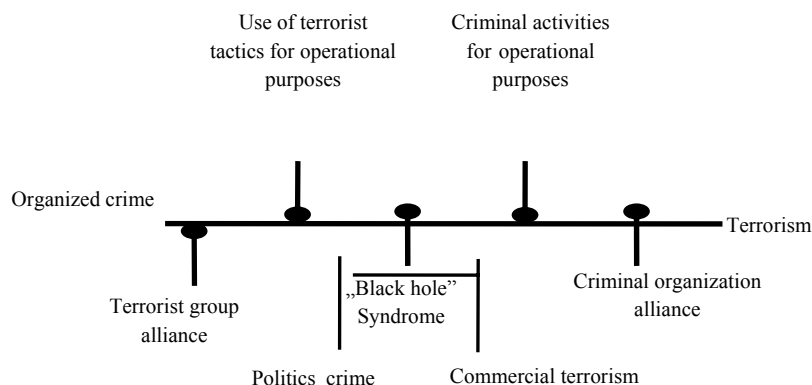 Use of terrorist
tactics for operational
purposes
Criminal activities
for operational
purposes
Organized crime
Terrorism
Terrorist group
alliance
„Black hole”
Syndrome
Criminal organization
alliance
Politics crime
Commercial terrorism